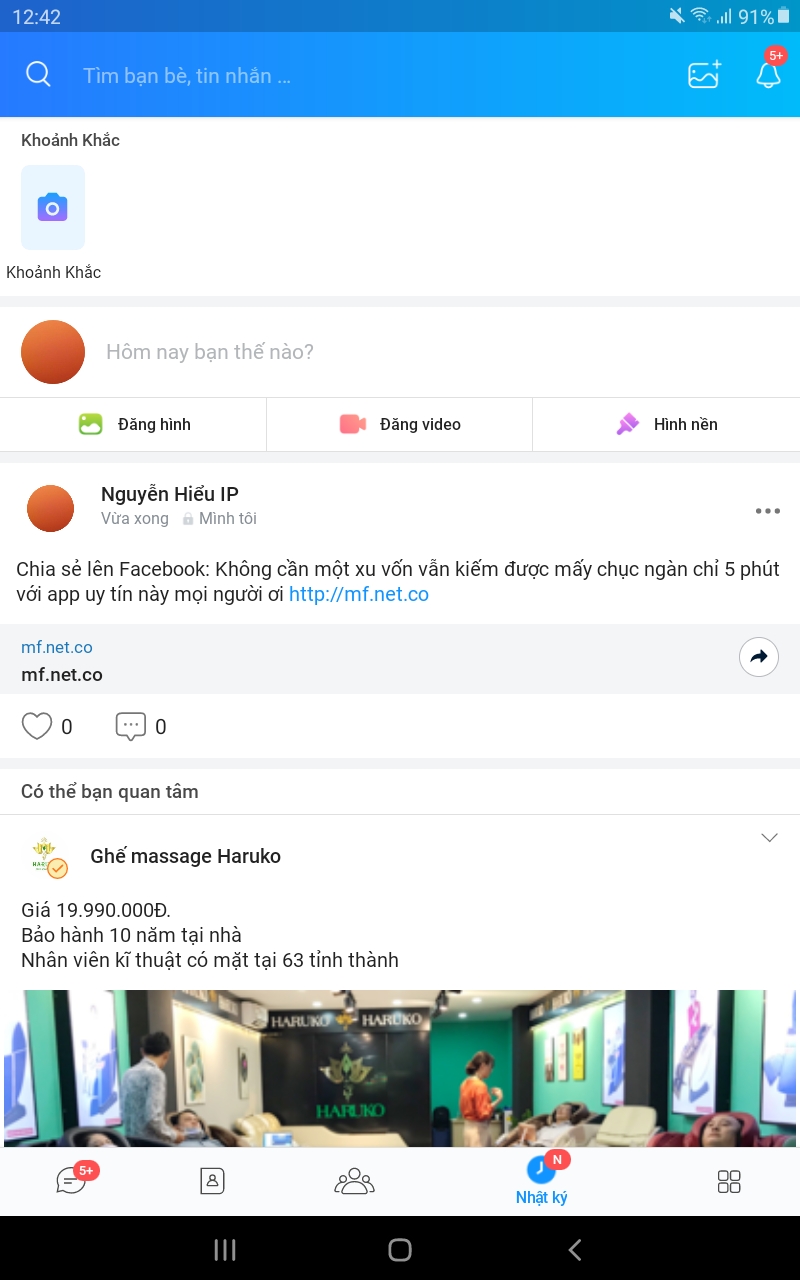 12:42
91%
Tìm bạn bè, tin nhắn ...
5+
Khoảnh Khắc
Khoảnh Khắc
Hôm nay bạn thế nào?
Đăng hình
Đăng video
Hình nền
Nguyễn Hiểu IP
Vừa xong
Mình tôi
Chia sẻ lên Facebook: Không cần một xu vốn vẫn kiếm được mấy chục ngàn chỉ 5 phút
với app uy tín này mọi người ơi http://mf.net.co
mf.net.co
mf.net.co
0
0
Có thể bạn quan tâm
Ghế massage Haruko
Giá 19.990.000Đ.
Bảo hành 10 năm tại nhà
Nhân viên kĩ thuật có mặt tại 63 tỉnh thành
HARUKO
HARUKO
HARUKO
5+
N
Nhật ký